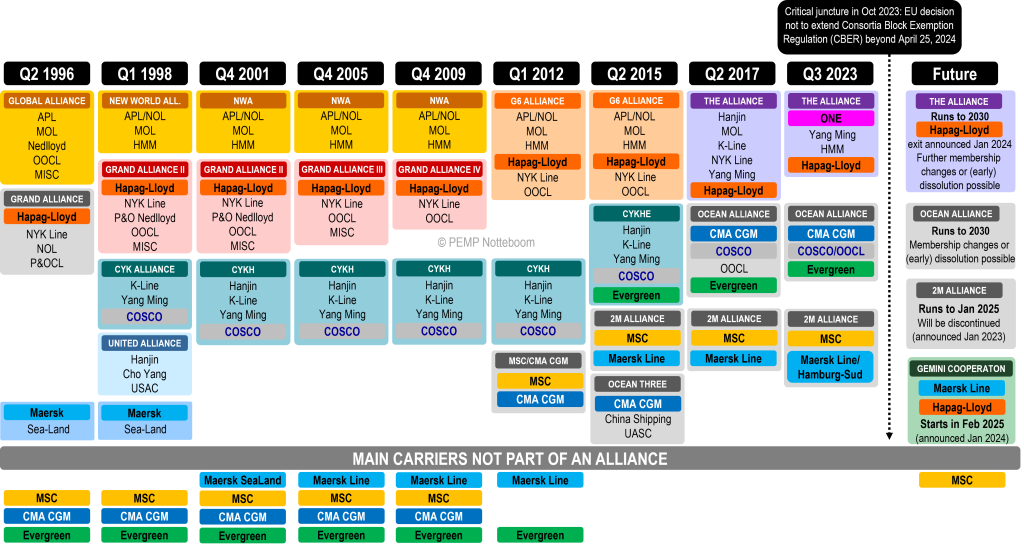 Critical juncture in Oct 2023: EU decision
not to extend Consortia Block Exemption
Regulation (CBER) beyond April 25, 2024
Q2 1996
GLOBAL ALLIANCE
APL
MOL
Nedlloyd
OOCL
MISC
GRAND ALLIANCE
Hapag-Lloyd
NYK Line
NOL
P&OCL
Maersk
Sea-Land
Q1 1998
NEW WORLD ALL.
APL/NOL
MOL
HMM
GRAND ALLIANCE II
Hapag-Lloyd
NYK Line
P&O Nedlloyd
OOCL
MISC
CYK ALLIANCE
K-Line
Yang Ming
COSCO
UNITED ALLIANCE
Hanjin
Cho Yang
USAC
Maersk
Sea-Land
Q4 2001
NWA
APL/NOL
MOL
HMM
GRAND ALLIANCE II
Hapag-Lloyd
NYK Line
P&O Nedlloyd
OOCL
MISC
CYKH
Hanjin
K-Line
Yang Ming
COSCO
Q4 2005
NWA
APL/NOL
MOL
HMM
GRAND ALLIANCE III
Hapag-Lloyd
NYK Line
OOCL
MISC
CYKH
Hanjin
K-Line
Yang Ming
COSCO
Q4 2009
NWA
APL/NOL
MOL
HMM
GRAND ALLIANCE IV
Hapag-Lloyd
NYK Line
OOCL
© PEMP Notteboom
CYKH
Hanjin
K-Line
Yang Ming
COSCO
Q1 2012
G6 ALLIANCE
APL/NOL
MOL
HMM
Hapag-Lloyd
NYK Line
OOCL
CYKH
Hanjin
K-Line
Yang Ming
COSCO
MSC/CMA CGM
MSC
CMA CGM
Q2 2015
G6 ALLIANCE
APL/NOL
MOL
HMM
Hapag-Lloyd
NYK Line
OOCL
CYKHE
Hanjin
K-Line
Yang Ming
COSCO
Evergreen
2M ALLIANCE
MSC
Maersk Line
OCEAN THREE
CMA CGM
China Shipping
UASC
Q2 2017
THE ALLIANCE
Hanjin
MOL
K-Line
NYK Line
Yang Ming
Hapag-Lloyd
OCEAN ALLIANCE
CMA CGM
COSCO
OOCL
Evergreen
2M ALLIANCE
MSC
Maersk Line
Q3 2023
THE ALLIANCE
ONE
Yang Ming
HMM
Hapag-Lloyd
OCEAN ALLIANCE
CMA CGM
COSCO/OOCL
Evergreen
2M ALLIANCE
MSC
Maersk Line/
Hamburg-Sud
Future
THE ALLIANCE
Runs to 2030
Hapag-Lloyd
exit announced Jan 2024
Further membership
changes or (early)
dissolution possible
OCEAN ALLIANCE
Runs to 2030
Membership changes or
(early) dissolution possible
2M ALLIANCE
Runs to Jan 2025
Will be discontinued
(announced Jan 2023)
GEMINI COOPERATON
Maersk Line
Hapag-Lloyd
Starts in Feb 2025
(announced Jan 2024)
MAIN CARRIERS NOT PART OF AN ALLIANCE
MSC
CMA CGM
Evergreen
MSC
CMA CGM
Evergreen
Maersk SeaLand
MSC
CMA CGM
Evergreen
Maersk Line
MSC
CMA CGM
Evergreen
Maersk Line
MSC
CMA CGM
Evergreen
Maersk Line
Evergreen
MSC